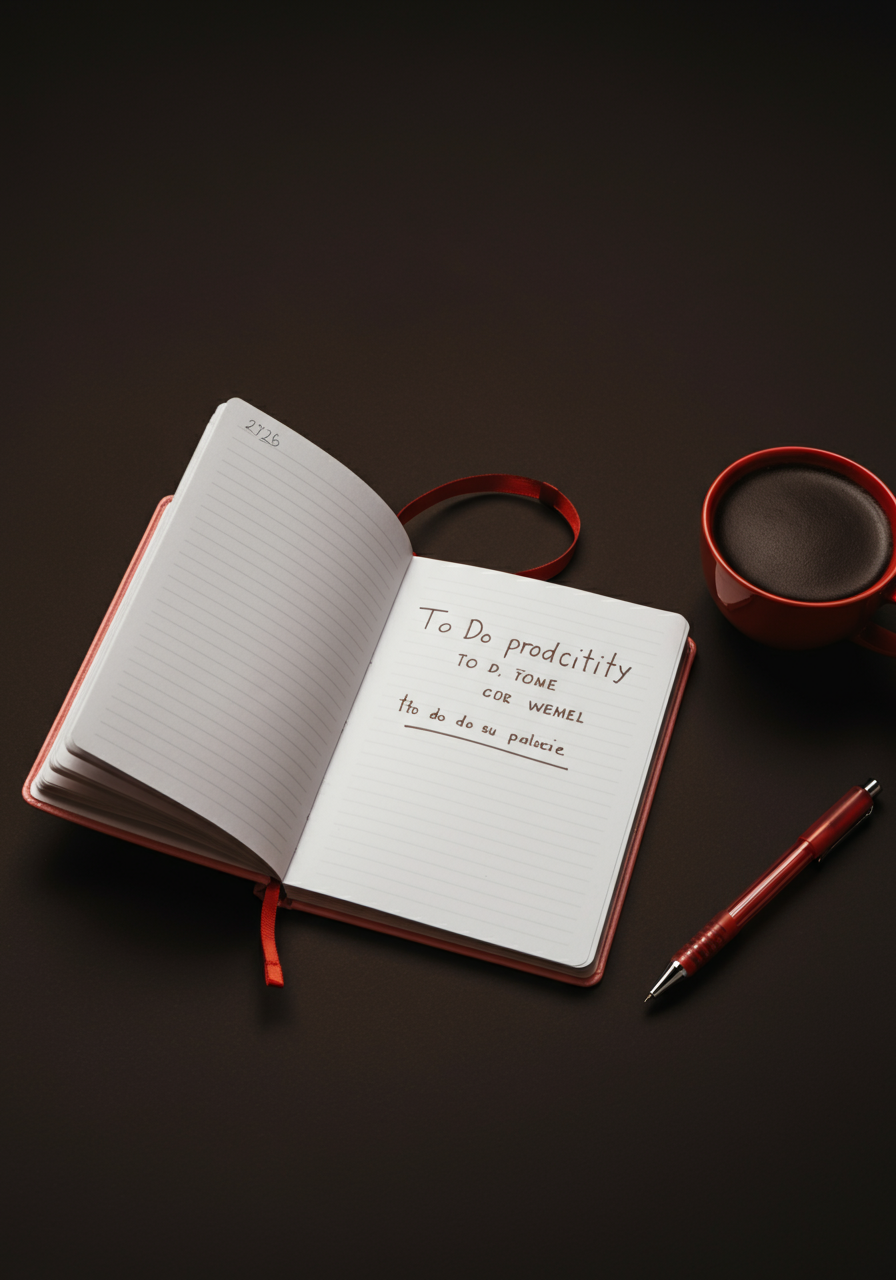 2726
To Do prodcitity
TO D. TOME
COR WEMEL
tto do do su palocie